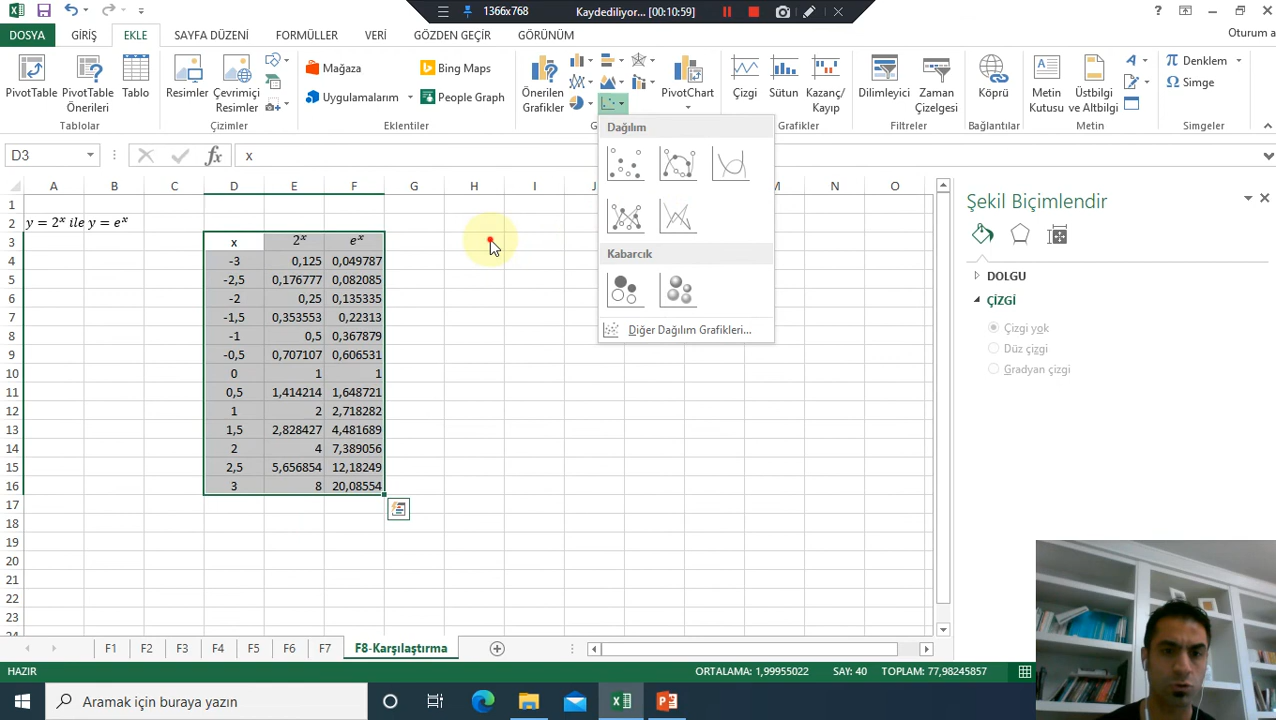 1366x768
Kaydediliyor...
00:10:59
?
DOSYA
GİRİŞ
EKLE
SAYFA DÜZENİ
FORMÜLLER
VERİ
GÖZDEN GEÇİR
GÖRÜNÜM
Oturum a
PivotTable
PivotTable
Önerileri
Tablo
Tablolar
Resimler
Çevrimiçi
Resimler
Çizimler
Mağaza
Uygulamalarım
Bing Maps
People Graph
Eklentiler
Önerilen
Grafikler
G
PivotChart
Çizgi
Sütun
Kazanç/
Kayıp
Grafikler
Dilimleyici
Zaman
Çizelgesi
Filtreler
Köprü
Bağlantılar
Metin
Kutusu
Üstbilgi
ve Altbilgi
Metin
Denklem
Simge
Simgeler
Dağılım
Kabarcık
Diğer Dağılım Grafikleri...
D3
fx
x
A B C D E F G H I J M N O
1
2 y = 2ˣ ile y = eˣ
3 x 2ˣ eˣ
4 -3 0,125 0,049787
5 -2,5 0,176777 0,082085
6 -2 0,25 0,135335
7 -1,5 0,353553 0,22313
8 -1 0,5 0,367879
9 -0,5 0,707107 0,606531
10 0 1 1
11 0,5 1,414214 1,648721
12 1 2 2,718282
13 1,5 2,828427 4,481689
14 2 4 7,389056
15 2,5 5,656854 12,18249
16 3 8 20,08554
17
18
19
20
21
22
23
Şekil Biçimlendir
DOLGU
ÇİZGİ
Çizgi yok
Düz çizgi
Gradyan çizgi
F1 F2 F3 F4 F5 F6 F7 F8-Karşılaştırma
HAZIR
ORTALAMA: 1,99955022 SAY: 40 TOPLAM: 77,98245857
Aramak için buraya yazın